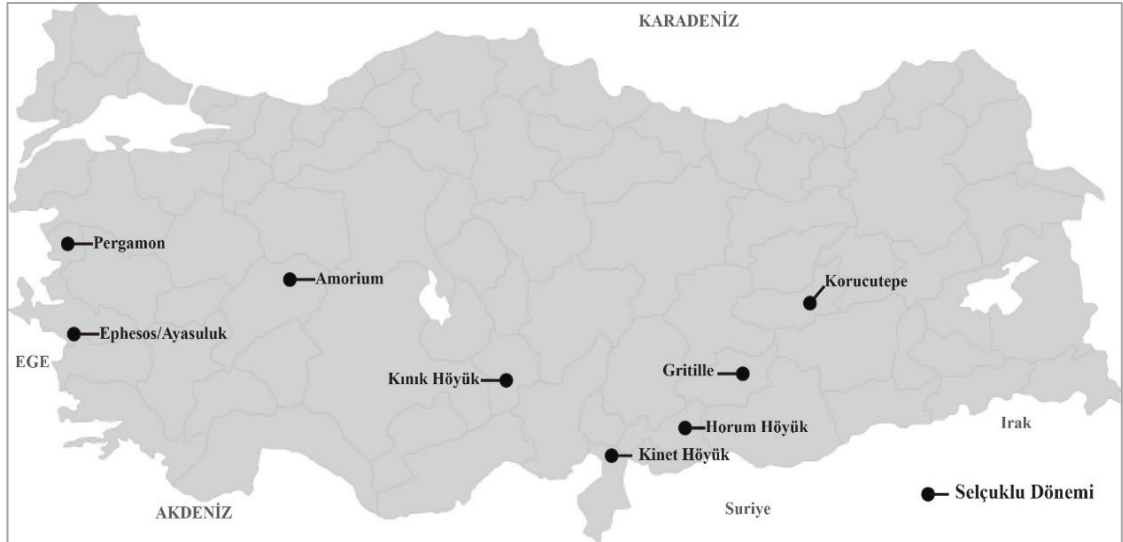 KARADENİZ
Pergamon
Amorium
Korucutepe
Ephesos/Ayasuluk
EGE
Kınık Höyük
Gritille
Horum Höyük
Irak
Kinet Höyük
Selçuklu Dönemi
AKDENİZ
Suriye